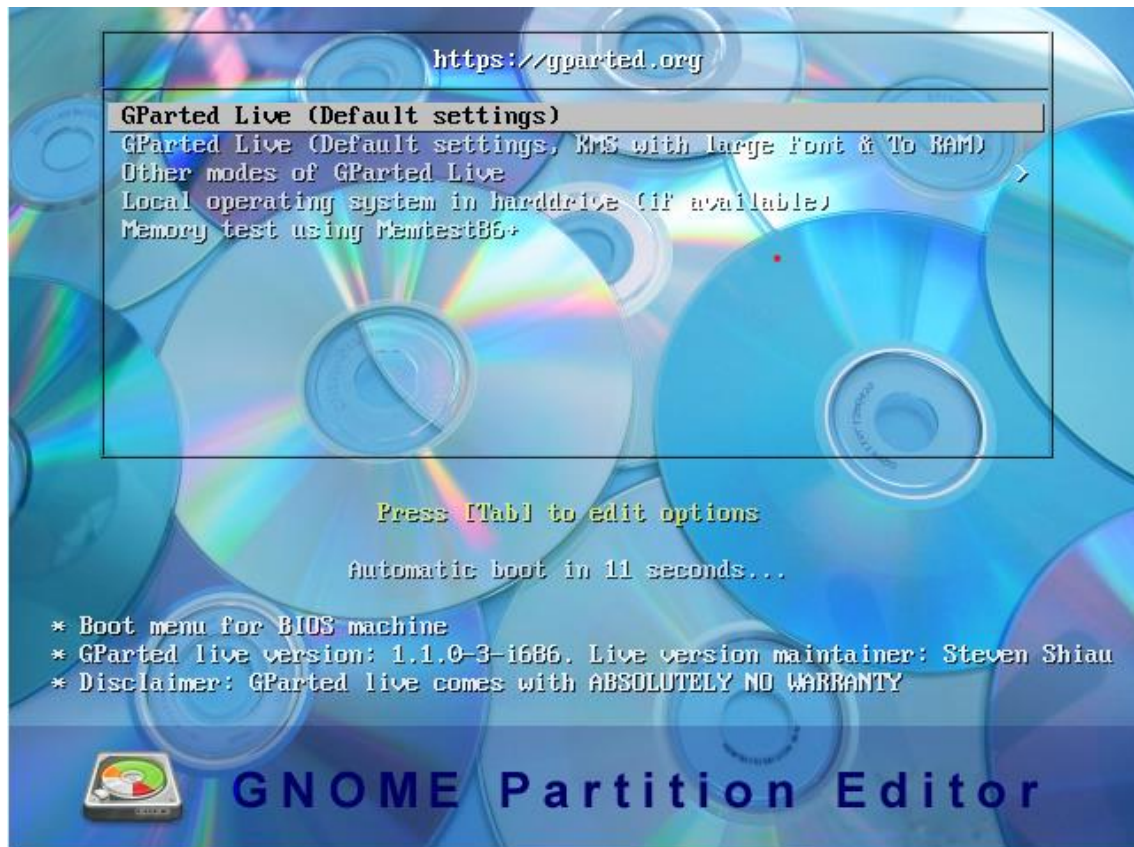 https://gparted.org
GParted Live (Default settings)
GParted Live (Default settings, KMS with large font & To RAM)
Other modes of GParted Live >
Local operating system in harddrive (if available)
Memory test using Memtest86+
Press [Tab] to edit options
Automatic boot in 11 seconds...
* Boot menu for BIOS machine
* GParted live version: 1.1.0-3-i686. Live version maintainer: Steven Shiau
* Disclaimer: GParted live comes with ABSOLUTELY NO WARRANTY
GNOME Partition Editor